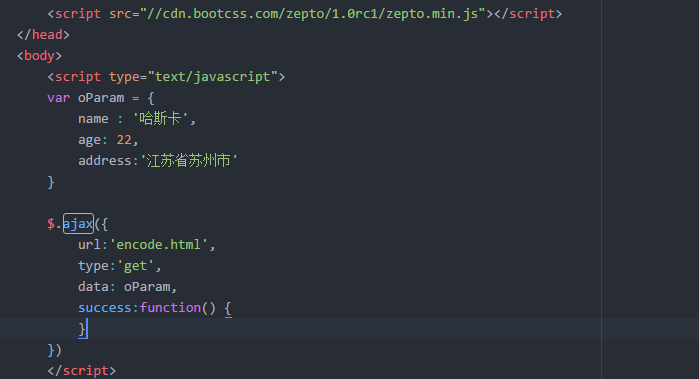 <script src="//cdn.bootcss.com/zepto/1.0rc1/zepto.min.js"></script>
</head>
<body>
<script type="text/javascript">
var oParam = {
name : '哈斯卡',
age: 22,
address:'江苏省苏州市'
}
$.ajax({
url:'encode.html',
type:'get',
data: oParam,
success:function() {
}
})
</script>